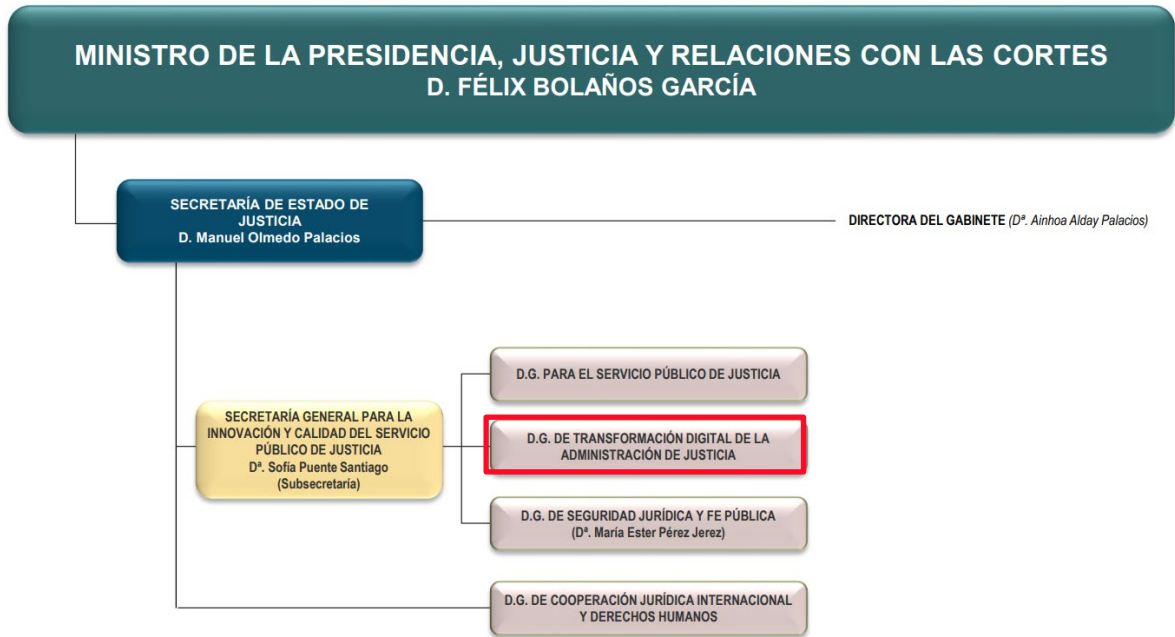 MINISTRO DE LA PRESIDENCIA, JUSTICIA Y RELACIONES CON LAS CORTES
D. FÉLIX BOLAÑOS GARCÍA
SECRETARÍA DE ESTADO DE
JUSTICIA
D. Manuel Olmedo Palacios
DIRECTORA DEL GABINETE (Dª. Ainhoa Alday Palacios)
D.G. PARA EL SERVICIO PÚBLICO DE JUSTICIA
SECRETARÍA GENERAL PARA LA
INNOVACIÓN Y CALIDAD DEL SERVICIO
PÚBLICO DE JUSTICIA
Dª. Sofía Puente Santiago
(Subsecretaría)
D.G. DE TRANSFORMACIÓN DIGITAL DE LA
ADMINISTRACIÓN DE JUSTICIA
D.G. DE SEGURIDAD JURÍDICA Y FE PÚBLICA
(Dª. María Ester Pérez Jerez)
D.G. DE COOPERACIÓN JURÍDICA INTERNACIONAL
Y DERECHOS HUMANOS